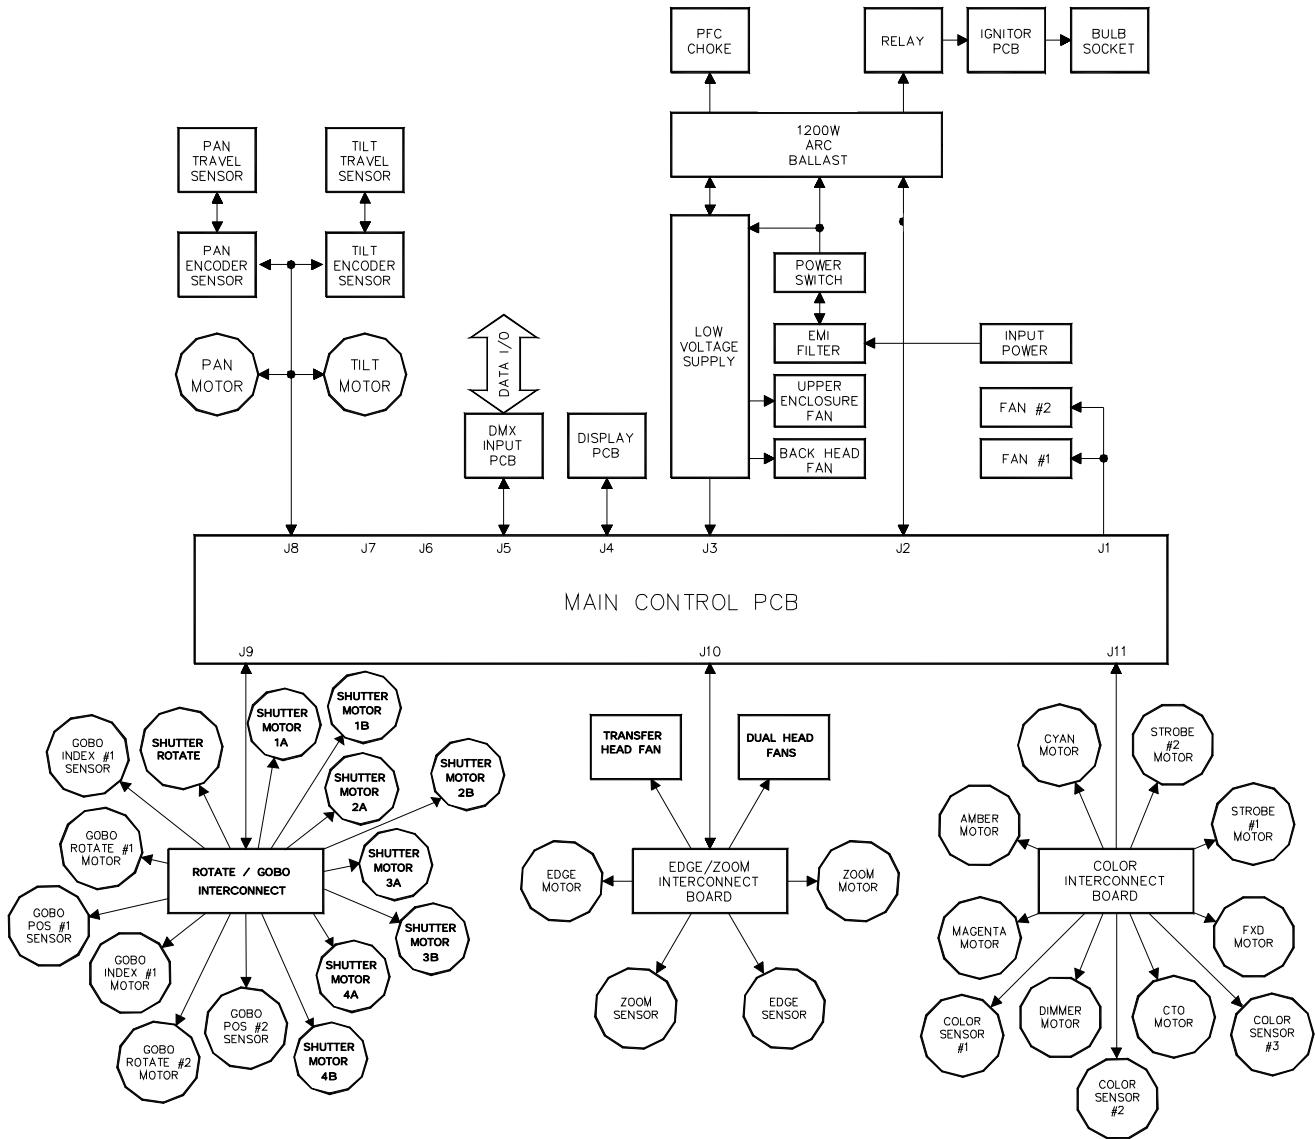 PFC
CHOKE
RELAY
IGNITOR
PCB
BULB
SOCKET
1200W
ARC
BALLAST
PAN
TRAVEL
SENSOR
TILT
TRAVEL
SENSOR
PAN
ENCODER
SENSOR
TILT
ENCODER
SENSOR
POWER
SWITCH
LOW
VOLTAGE
SUPPLY
EMI
FILTER
INPUT
POWER
PAN
MOTOR
TILT
MOTOR
DATA I/O
UPPER
ENCLOSURE
FAN
FAN #2
DMX
INPUT
PCB
DISPLAY
PCB
BACK HEAD
FAN
FAN #1
J8
J7
J6
J5
J4
J3
J2
J1
MAIN CONTROL PCB
J9
J10
J11
GOBO
INDEX #1
SENSOR
SHUTTER
ROTATE
SHUTTER
MOTOR
1A
SHUTTER
MOTOR
1B
SHUTTER
MOTOR
2A
SHUTTER
MOTOR
2B
GOBO
ROTATE #1
MOTOR
ROTATE / GOBO
INTERCONNECT
SHUTTER
MOTOR
3A
GOBO
POS #1
SENSOR
SHUTTER
MOTOR
3B
GOBO
INDEX #1
MOTOR
SHUTTER
MOTOR
4A
GOBO
POS #2
SENSOR
GOBO
ROTATE #2
MOTOR
SHUTTER
MOTOR
4B
TRANSFER
HEAD FAN
DUAL HEAD
FANS
EDGE
MOTOR
EDGE/ZOOM
INTERCONNECT
BOARD
ZOOM
MOTOR
ZOOM
SENSOR
EDGE
SENSOR
CYAN
MOTOR
STROBE
#2
MOTOR
AMBER
MOTOR
STROBE
#1
MOTOR
COLOR
INTERCONNECT
BOARD
MAGENTA
MOTOR
FXD
MOTOR
COLOR
SENSOR
#1
DIMMER
MOTOR
CTO
MOTOR
COLOR
SENSOR
#3
COLOR
SENSOR
#2